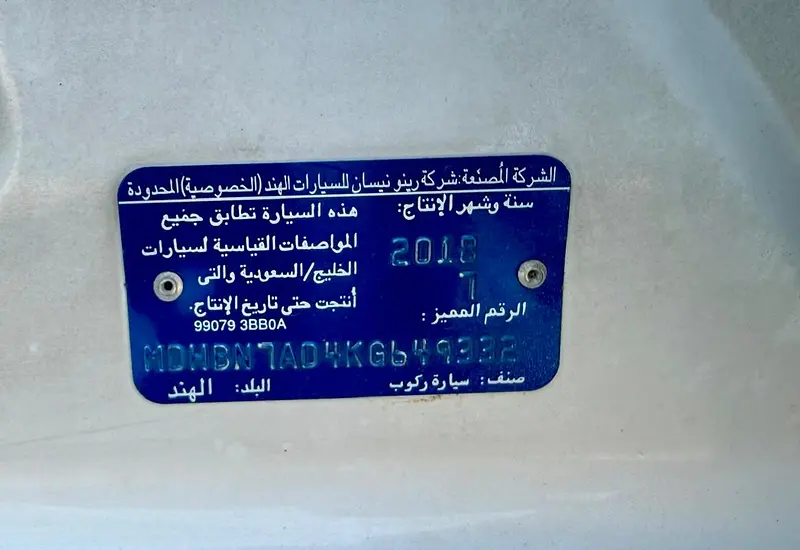 الشركة المُصنّعة: شركة رينو نيسان للسيارات الهند (الخصوصية) المحدودة
سنة وشهر الإنتاج:
2018
7
هذه السيارة تطابق جميع
المواصفات القياسية لسيارات
الخليج/السعودية والتى
أنتجت حتى تاريخ الإنتاج.
99079 3BB0A
الرقم المميز:
MDHBN7AD4KG649332
صنف: سيارة ركوب
البلد: الهند